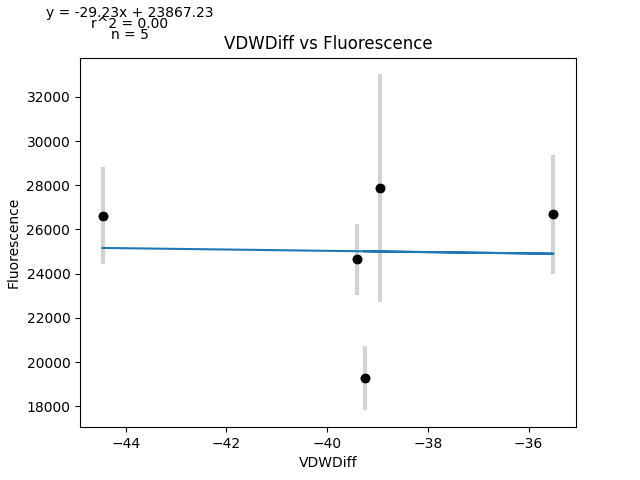 y = -29.23x + 23867.23
r^2 = 0.00
n = 5
VDWDiff vs Fluorescence
32000
30000
28000
26000
24000
22000
20000
18000
Fluorescence
−44
−42
−40
−38
−36
VDWDiff